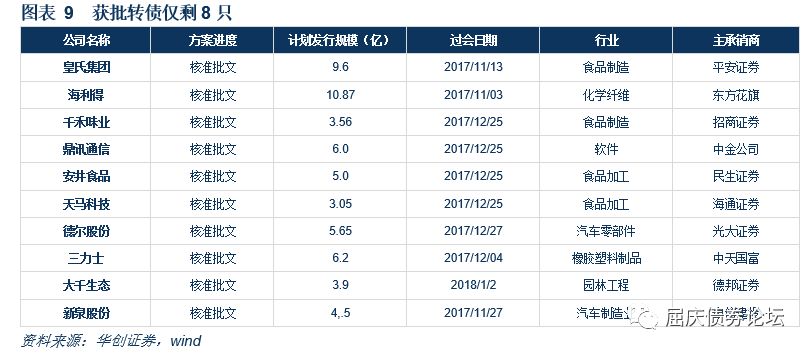 图表 9 获批转债仅剩 8 只
公司名称 方案进度 计划发行规模（亿） 过会日期 行业 主承销商
皇氏集团 核准批文 9.6 2017/11/13 食品制造 平安证券
海利得 核准批文 10.87 2017/11/03 化学纤维 东方花旗
千禾味业 核准批文 3.56 2017/12/25 食品制造 招商证券
鼎讯通信 核准批文 6.0 2017/12/25 软件 中金公司
安井食品 核准批文 5.0 2017/12/25 食品加工 民生证券
天马科技 核准批文 3.05 2017/12/25 食品加工 海通证券
德尔股份 核准批文 5.65 2017/12/27 汽车零部件 光大证券
三力士 核准批文 6.2 2017/12/04 橡胶塑料制品 中天国富
大千生态 核准批文 3.9 2018/1/2 园林工程 德邦证券
新泉股份 核准批文 4,.5 2017/11/27 汽车制造业
屈庆债券论坛
资料来源：华创证券，wind